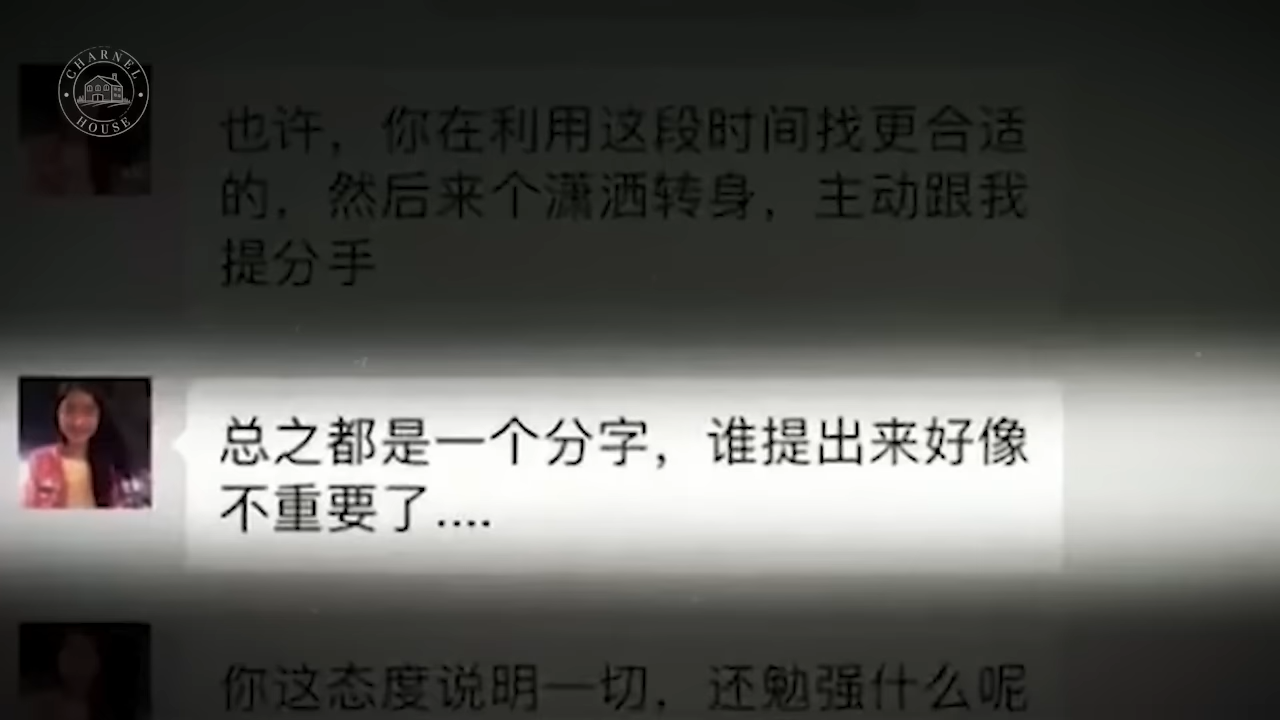 CHARNEL
HOUSE
也许，你在利用这段时间找更合适
的，然后来个潇洒转身，主动跟我
提分手
总之都是一个分字，谁提出来好像
不重要了....
你这态度说明一切，还勉强什么呢